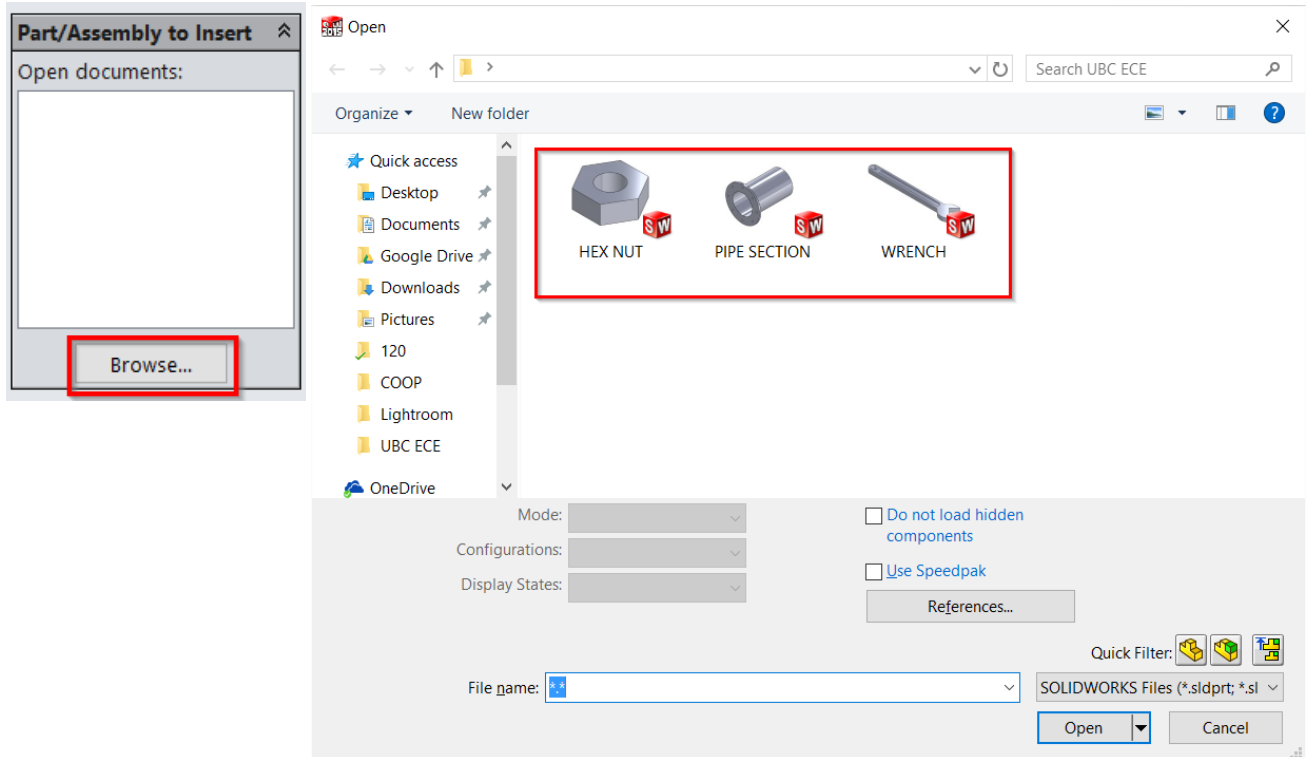 Part/Assembly to Insert
Open documents:
Browse...
Open
Search UBC ECE
Organize
New folder
Quick access
Desktop
Documents
Google Drive
Downloads
Pictures
120
COOP
Lightroom
UBC ECE
OneDrive
HEX NUT
PIPE SECTION
WRENCH
Mode:
Configurations:
Display States:
Do not load hidden
components
Use Speedpak
References...
Quick Filter:
File name: *.*
SOLIDWORKS Files (*.sldprt; *.sl
Open
Cancel